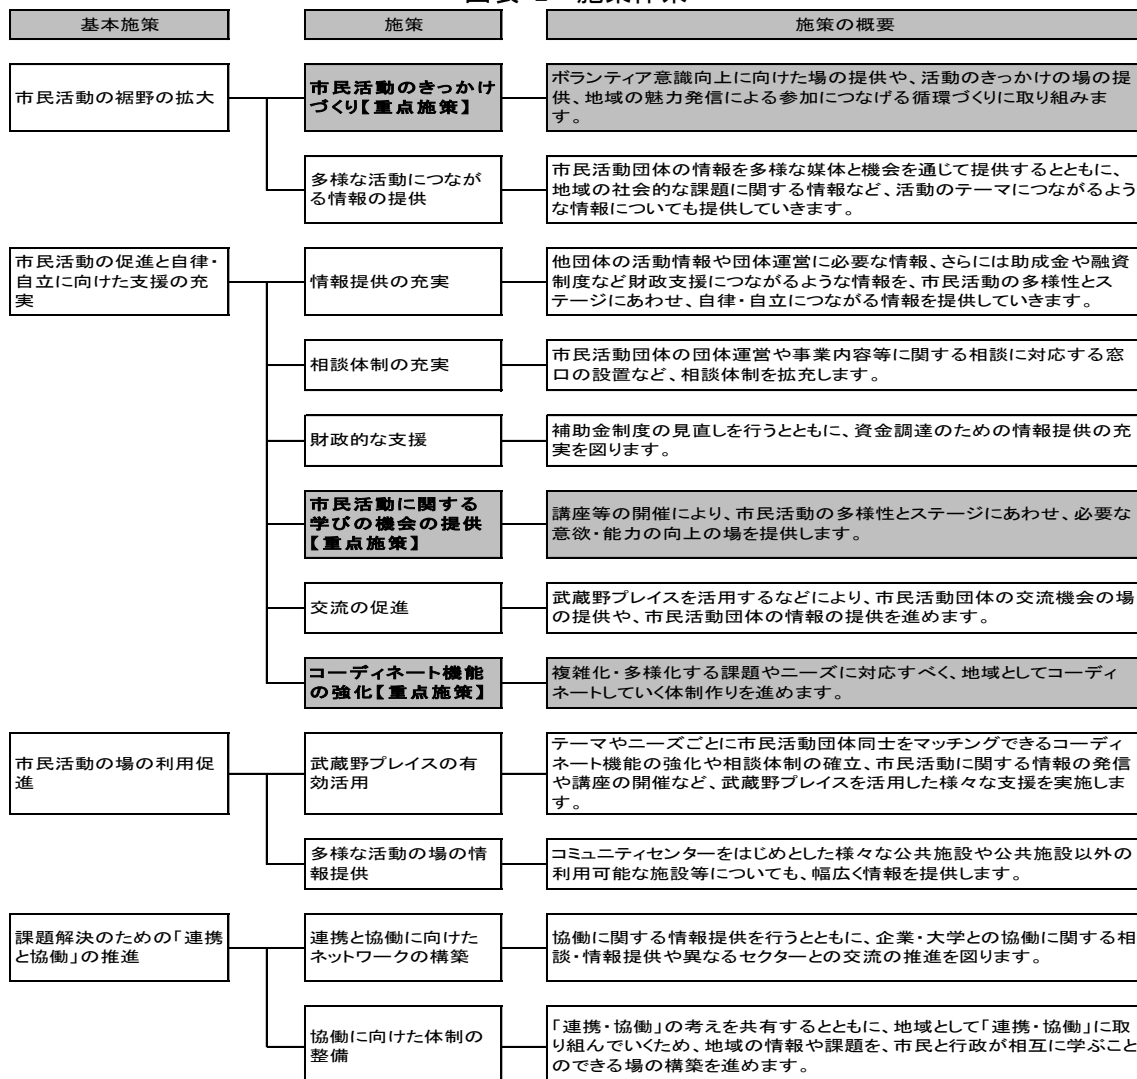 基本施策
施策
施策の概要
市民活動の裾野の拡大
市民活動のきっかけ
づくり【重点施策】
ボランティア意識向上に向けた場の提供や、活動のきっかけの場の提
供、地域の魅力発信による参加につなげる循環づくりに取り組みま
す。
多様な活動につなが
る情報の提供
市民活動団体の情報を多様な媒体と機会を通じて提供するとともに、
地域の社会的な課題に関する情報など、活動のテーマにつながるよう
な情報についても提供していきます。
市民活動の促進と自律・
自立に向けた支援の充
実
情報提供の充実
他団体の活動情報や団体運営に必要な情報、さらには助成金や融資
制度など財政支援につながるような情報を、市民活動の多様性とス
テージにあわせ、自律・自立につながる情報を提供していきます。
相談体制の充実
市民活動団体の団体運営や事業内容等に関する相談に対応する窓
口の設置など、相談体制を拡充します。
財政的な支援
補助金制度の見直しを行うとともに、資金調達のための情報提供の充
実を図ります。
市民活動に関する
学びの機会の提供
【重点施策】
講座等の開催により、市民活動の多様性とステージにあわせ、必要な
意欲・能力の向上の場を提供します。
交流の促進
武蔵野プレイスを活用するなどにより、市民活動団体の交流機会の場
の提供や、市民活動団体の情報の提供を進めます。
コーディネート機能
の強化【重点施策】
複雑化・多様化する課題やニーズに対応すべく、地域としてコーディ
ネートしていく体制作りを進めます。
市民活動の場の利用促
進
武蔵野プレイスの有
効活用
テーマやニーズごとに市民活動団体同士をマッチングできるコーディ
ネート機能の強化や相談体制の確立、市民活動に関する情報の発信
や講座の開催など、武蔵野プレイスを活用した様々な支援を実施しま
す。
多様な活動の場の情
報提供
コミュニティセンターをはじめとした様々な公共施設や公共施設以外の
利用可能な施設等についても、幅広く情報を提供します。
課題解決のための「連携
と協働」の推進
連携と協働に向けた
ネットワークの構築
協働に関する情報提供を行うとともに、企業・大学との協働に関する相
談・情報提供や異なるセクターとの交流の推進を図ります。
協働に向けた体制の
整備
「連携・協働」の考えを共有するとともに、地域として「連携・協働」に取
り組んでいくため、地域の情報や課題を、市民と行政が相互に学ぶこと
のできる場の構築を進めます。